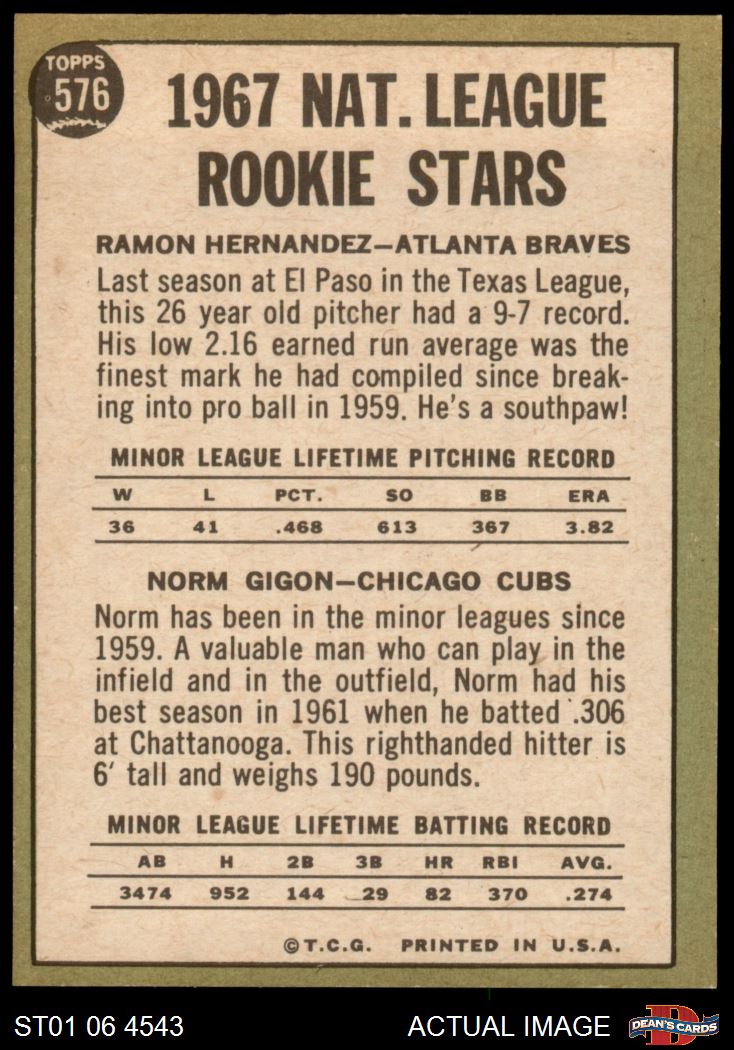 TOPPS
576
1967 NAT. LEAGUE
ROOKIE STARS
RAMON HERNANDEZ—ATLANTA BRAVES
Last season at El Paso in the Texas League,
this 26 year old pitcher had a 9-7 record.
His low 2.16 earned run average was the
finest mark he had compiled since break-
ing into pro ball in 1959. He's a southpaw!
MINOR LEAGUE LIFETIME PITCHING RECORD
W L PCT. SO BB ERA
36 41 .468 613 367 3.82
NORM GIGON—CHICAGO CUBS
Norm has been in the minor leagues since
1959. A valuable man who can play in the
infield and in the outfield, Norm had his
best season in 1961 when he batted .306
at Chattanooga. This righthanded hitter is
6' tall and weighs 190 pounds.
MINOR LEAGUE LIFETIME BATTING RECORD
AB H 2B 3B HR RBI AVG.
3474 952 144 29 82 370 .274
©T.C.G. PRINTED IN U.S.A.
ST01 06 4543 ACTUAL IMAGE DEAN'S CARDS